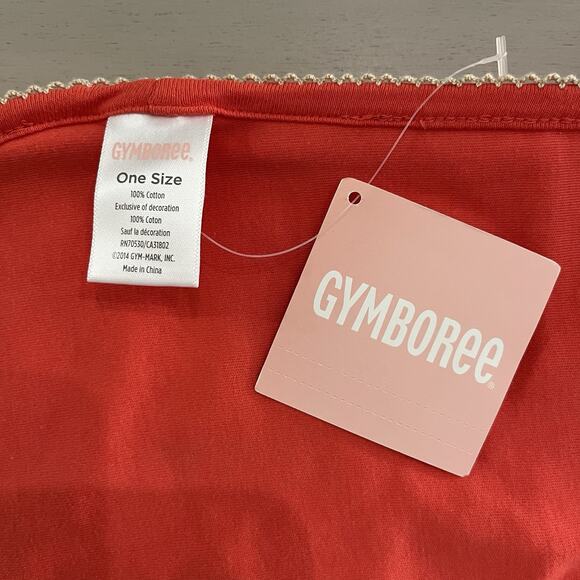 GYMBOREE®
One Size
100% Cotton
Exclusive of decoration
100% Coton
Sauf la décoration
RN70530/CA31802
©2014 GYM-MARK, INC.
Made in China
GYMBOREE®